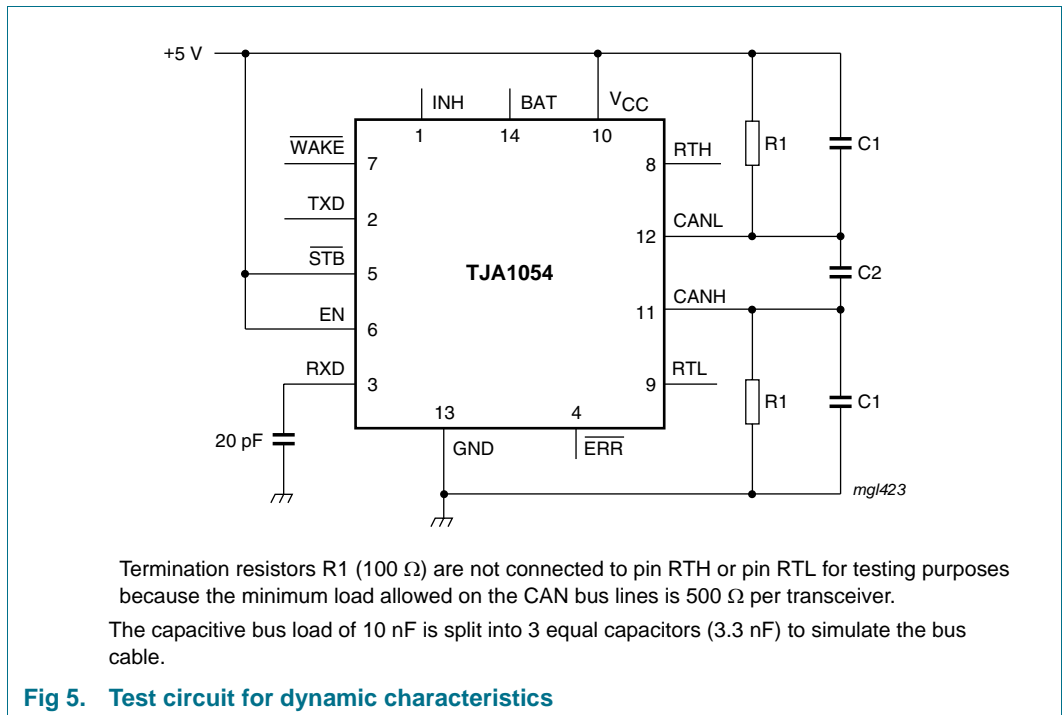 +5 V
INH
BAT
VCC
1
14
10
WAKE
7
8
RTH
R1
C1
TXD
2
12
CANL
STB
5
TJA1054
C2
EN
6
11
CANH
RXD
3
9
RTL
R1
C1
13
4
20 pF
GND
ERR
mgl423
Termination resistors R1 (100 Ω) are not connected to pin RTH or pin RTL for testing purposes
because the minimum load allowed on the CAN bus lines is 500 Ω per transceiver.
The capacitive bus load of 10 nF is split into 3 equal capacitors (3.3 nF) to simulate the bus
cable.
Fig 5. Test circuit for dynamic characteristics